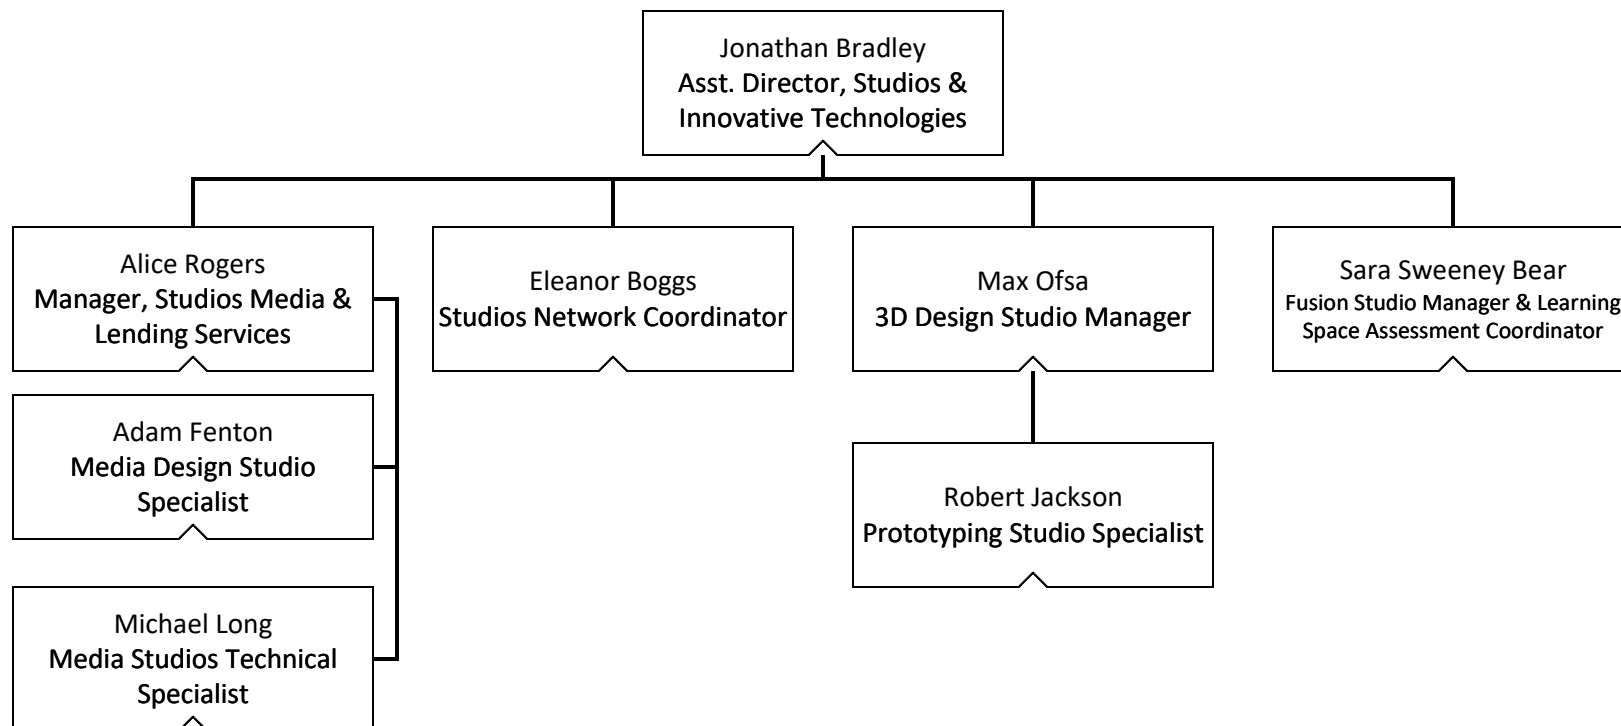 Jonathan Bradley
Asst. Director, Studios &
Innovative Technologies
Alice Rogers
Manager, Studios Media &
Lending Services
Eleanor Boggs
Studios Network Coordinator
Max Ofsa
3D Design Studio Manager
Sara Sweeney Bear
Fusion Studio Manager & Learning
Space Assessment Coordinator
Adam Fenton
Media Design Studio
Specialist
Robert Jackson
Prototyping Studio Specialist
Michael Long
Media Studios Technical
Specialist